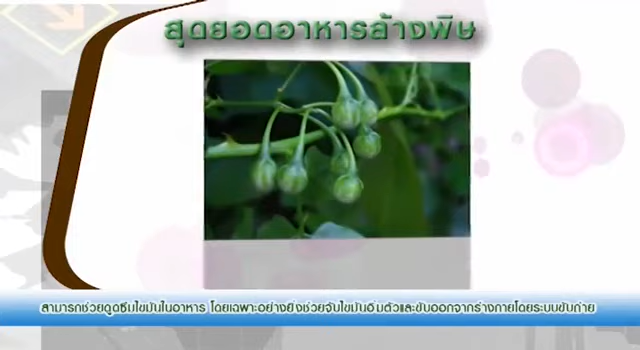 สุดยอดอาหารล้างพิษ
สามารถช่วยดูดซึมไขมันในอาหาร โดยเฉพาะอย่างยิ่งช่วยจับไขมันอิ่มตัวและขับออกจากร่างกายโดยระบบขับถ่าย